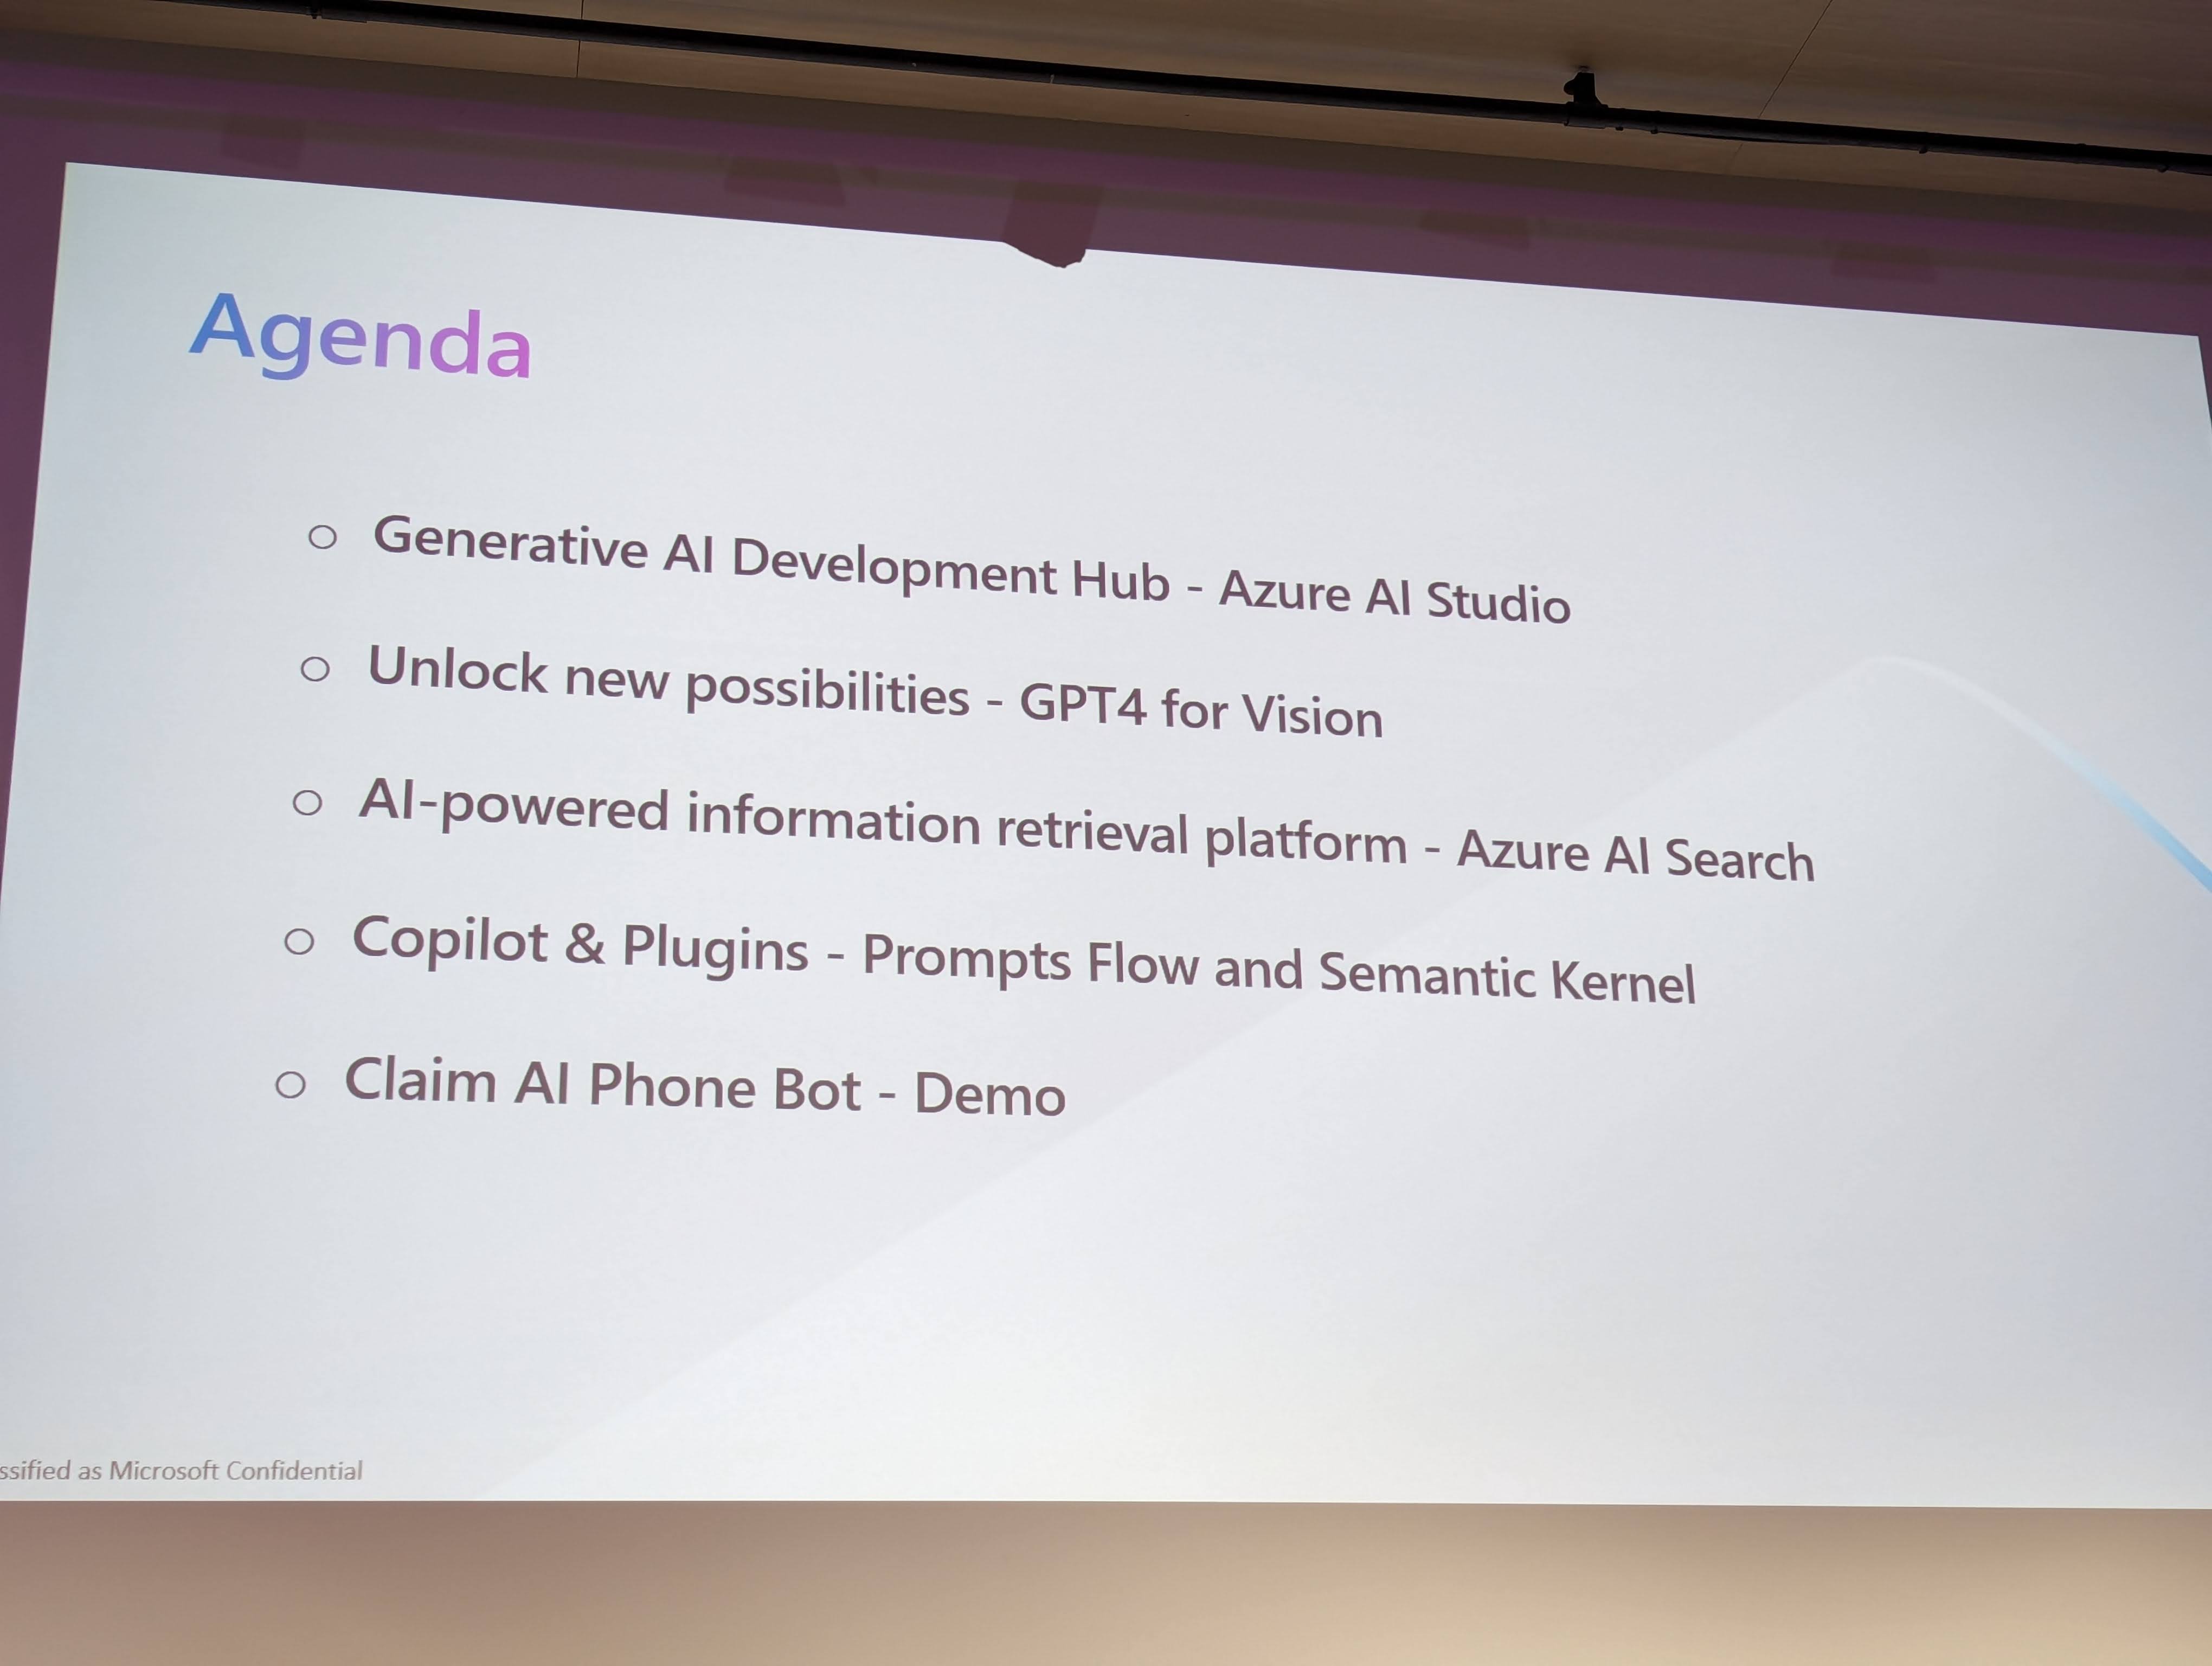 Agenda
○ Generative AI Development Hub - Azure AI Studio
○ Unlock new possibilities - GPT4 for Vision
○ AI-powered information retrieval platform - Azure AI Search
○ Copilot & Plugins - Prompts Flow and Semantic Kernel
○ Claim AI Phone Bot - Demo
ssified as Microsoft Confidential